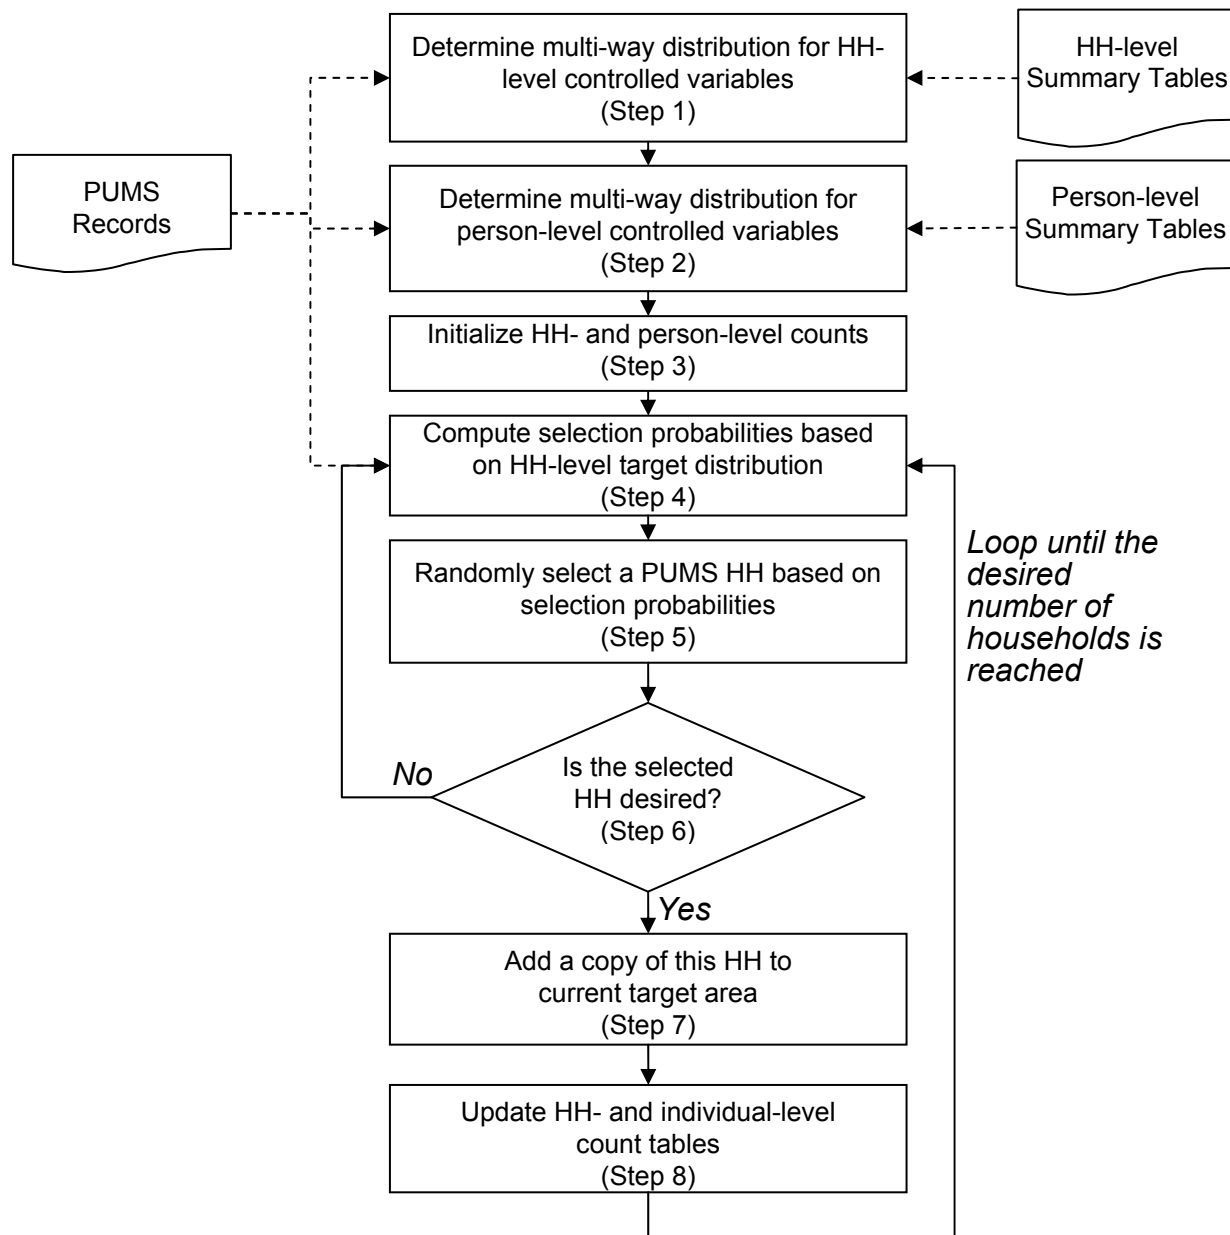 Determine multi-way distribution for HH-
level controlled variables
(Step 1)
HH-level
Summary Tables
PUMS
Records
Determine multi-way distribution for
person-level controlled variables
(Step 2)
Person-level
Summary Tables
Initialize HH- and person-level counts
(Step 3)
Compute selection probabilities based
on HH-level target distribution
(Step 4)
Randomly select a PUMS HH based on
selection probabilities
(Step 5)
Loop until the
desired
number of
households is
reached
No
Is the selected
HH desired?
(Step 6)
Yes
Add a copy of this HH to
current target area
(Step 7)
Update HH- and individual-level
count tables
(Step 8)